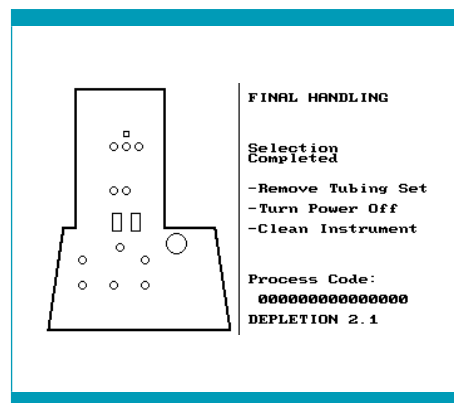 FINAL HANDLING
Selection
Completed
-Remove Tubing Set
-Turn Power Off
-Clean Instrument
Process Code:
000000000000000
DEPLETION 2.1